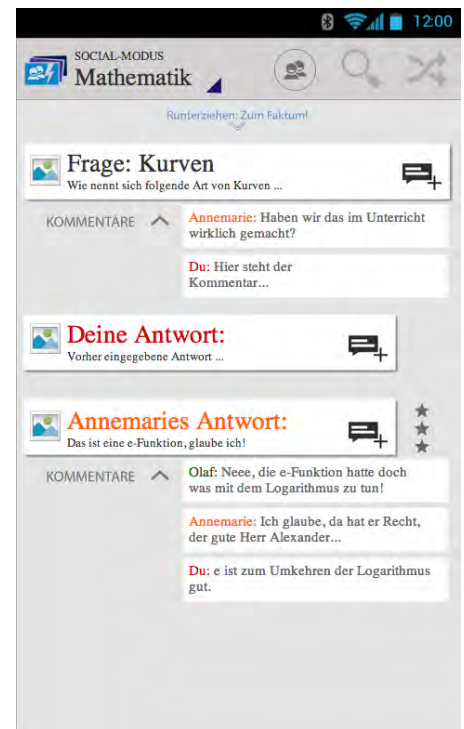 12:00
SOCIAL-MODUS
Mathematik
Runterziehen: Zum Faktum!
Frage: Kurven
Wie nennt sich folgende Art von Kurven ...
KOMMENTARE
Annemarie: Haben wir das im Unterricht
wirklich gemacht?
Du: Hier steht der
Kommentar...
Deine Antwort:
Vorher eingegebene Antwort ...
Annemaries Antwort:
Das ist eine e-Funktion, glaube ich!
KOMMENTARE
Olaf: Neee, die e-Funktion hatte doch
was mit dem Logarithmus zu tun!
Annemarie: Ich glaube, da hat er Recht,
der gute Herr Alexander...
Du: e ist zum Umkehren der Logarithmus
gut.